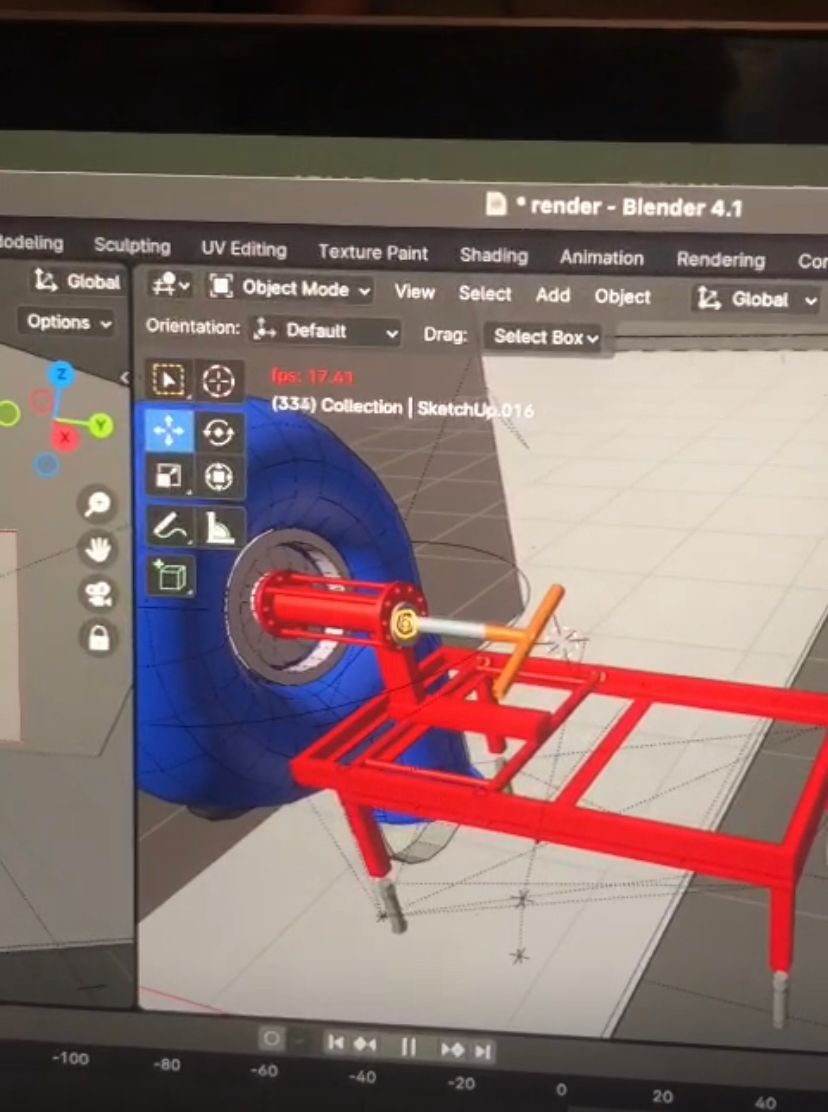 * render - Blender 4.1
odeling Sculpting UV Editing Texture Paint Shading Animation Rendering Cor
Global Object Mode View Select Add Object Global
Options Orientation: Default Drag: Select Box
fps: 17.41
(334) Collection | SketchUp.016
Z
Y
X
-100 -80 -60 -40 -20 0 20 40